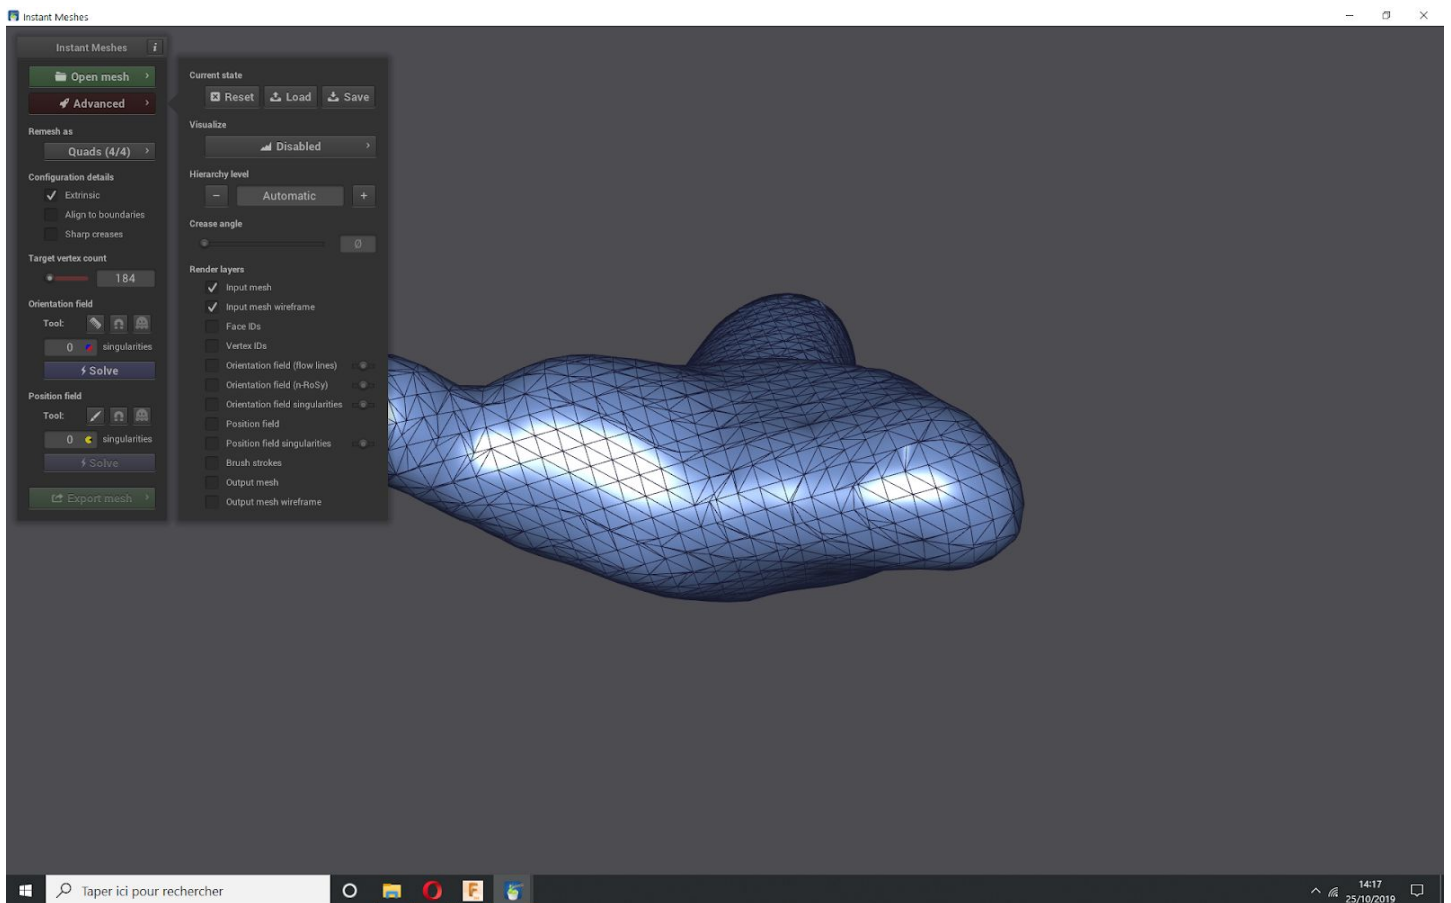 Instant Meshes
Instant Meshes i
Open mesh
Advanced
Remesh as
Quads (4/4)
Configuration details
Extrinsic
Align to boundaries
Sharp creases
Target vertex count
184
Orientation field
Tool:
0 singularities
Solve
Position field
Tool:
0 singularities
Solve
Export mesh
Current state
Reset Load Save
Visualize
Disabled
Hierarchy level
− Automatic +
Crease angle
Ø
Render layers
Input mesh
Input mesh wireframe
Face IDs
Vertex IDs
Orientation field (flow lines)
Orientation field (n-RoSy)
Orientation field singularities
Position field
Position field singularities
Brush strokes
Output mesh
Output mesh wireframe
Taper ici pour rechercher
F
14:17
25/10/2019